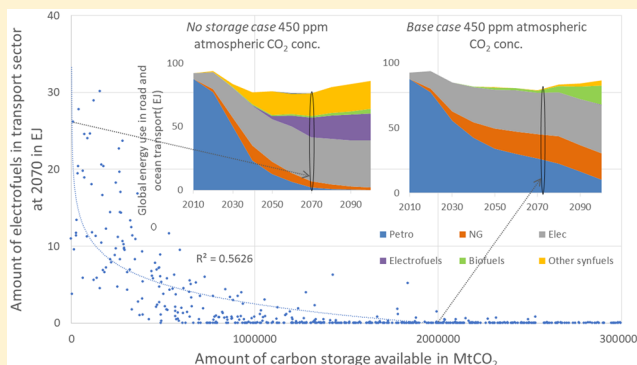 40
30
20
10
0
Amount of electrofuels in transport sector
at 2070 in EJ
No storage case 450 ppm
atmospheric CO2 conc.
Base case 450 ppm atmospheric
CO2 conc.
Global energy use in road and
ocean transport( EJ)
100
50
0
2010 2030 2050 2070 2090
100
50
0
2010 2030 2050 2070 2090
0
R² = 0.5626
Petro NG Elec
Electrofuels Biofuels Other synfuels
0 1000000 2000000 3000000
Amount of carbon storage available in MtCO2